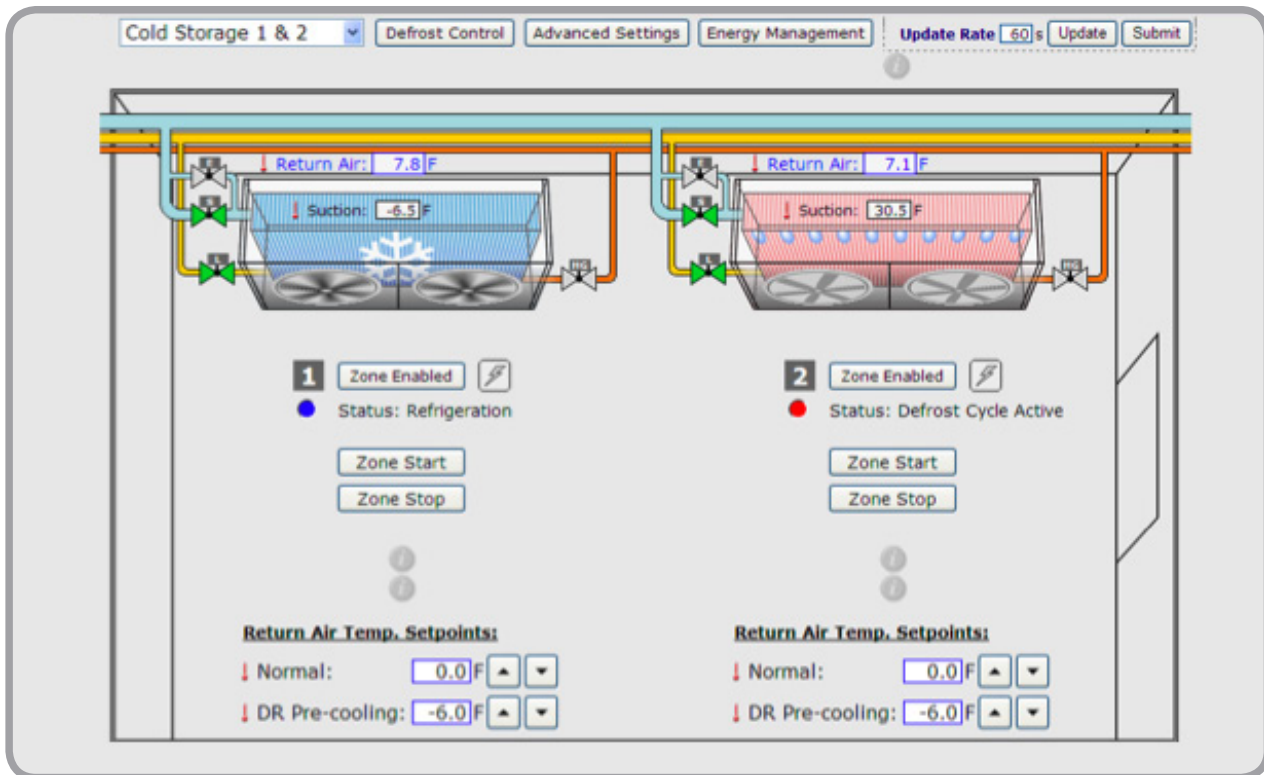 Cold Storage 1 & 2 Defrost Control Advanced Settings Energy Management Update Rate 60 s Update Submit
Return Air: 7.8 F Return Air: 7.1 F
S Suction: -6.5 F S Suction: 30.5 F
L HG L HG
1 Zone Enabled 2 Zone Enabled
Status: Refrigeration Status: Defrost Cycle Active
Zone Start Zone Start
Zone Stop Zone Stop
Return Air Temp. Setpoints: Return Air Temp. Setpoints:
Normal: 0.0 F Normal: 0.0 F
DR Pre-cooling: -6.0 F DR Pre-cooling: -6.0 F